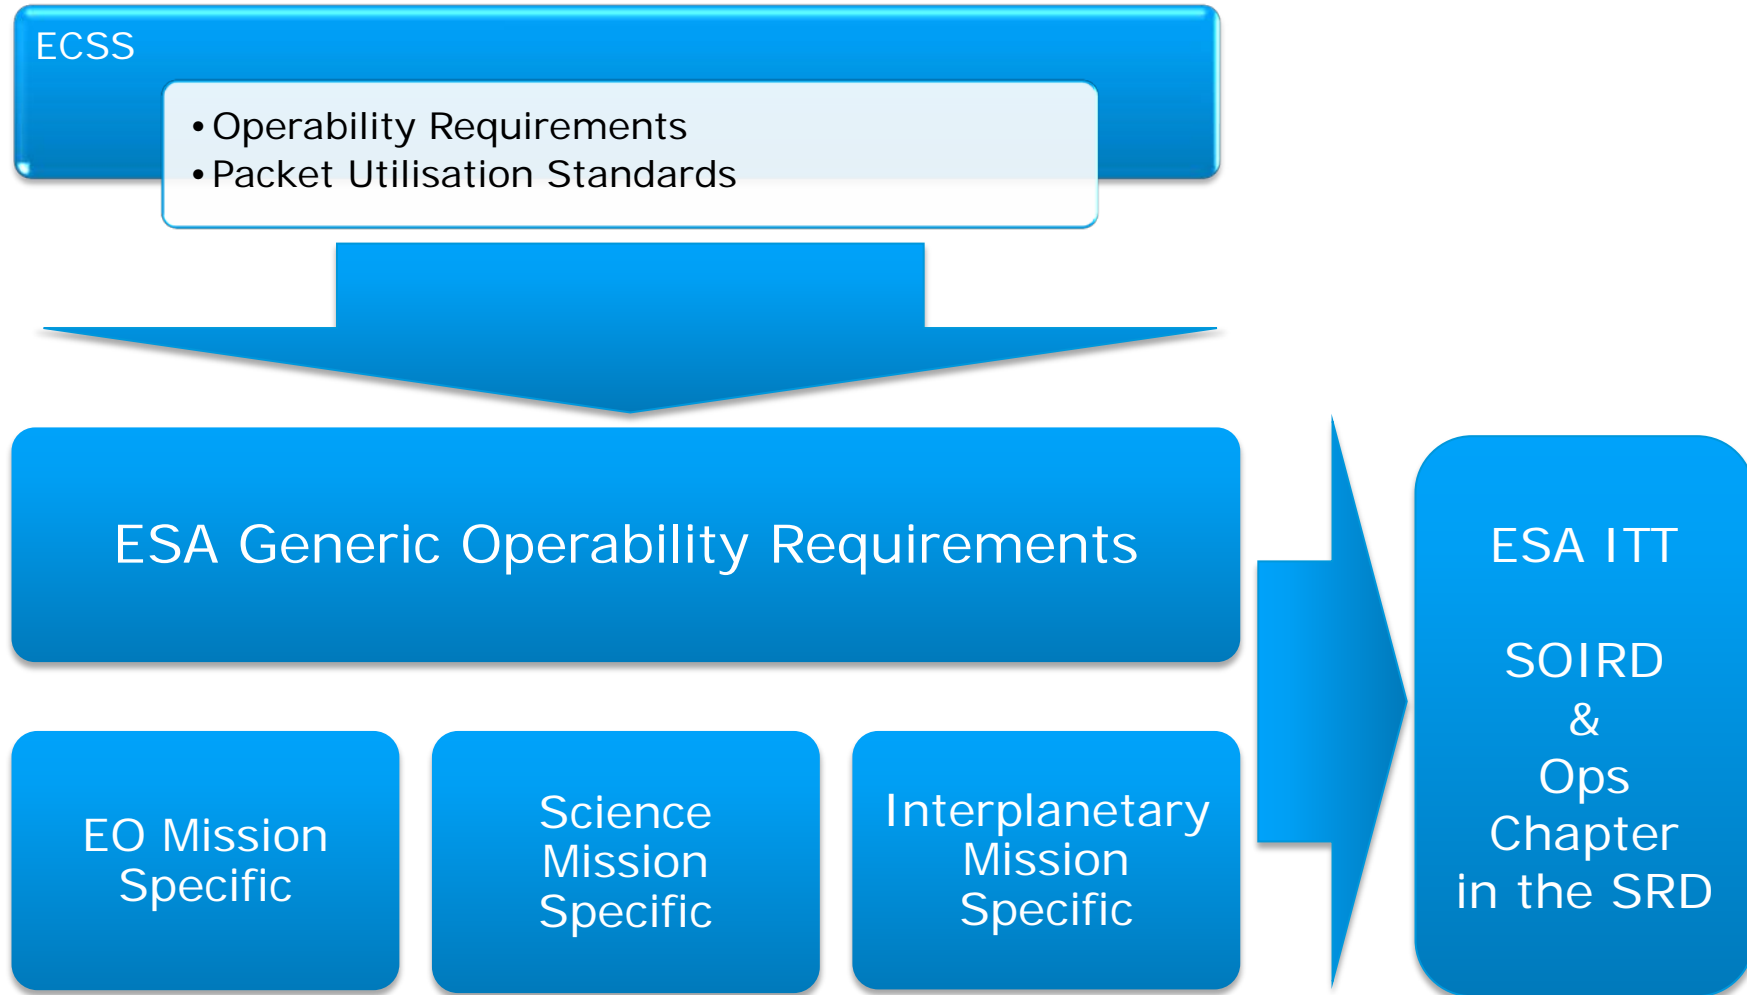 ECSS
•Operability Requirements
•Packet Utilisation Standards
ESA Generic Operability Requirements
EO Mission
Specific
Science
Mission
Specific
Interplanetary
Mission
Specific
ESA ITT
SOIRD
&
Ops
Chapter
in the SRD